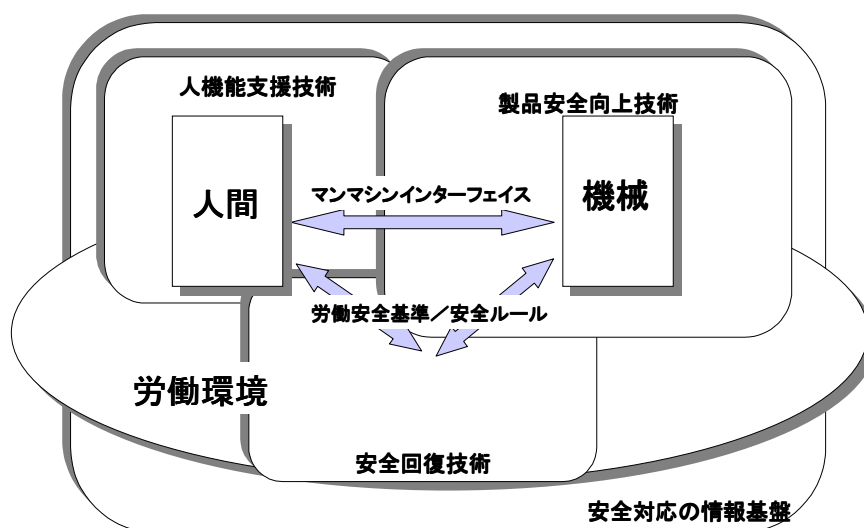 人機能支援技術
製品安全向上技術
人間
マンマシンインターフェイス
機械
労働安全基準／安全ルール
労働環境
安全回復技術
安全対応の情報基盤